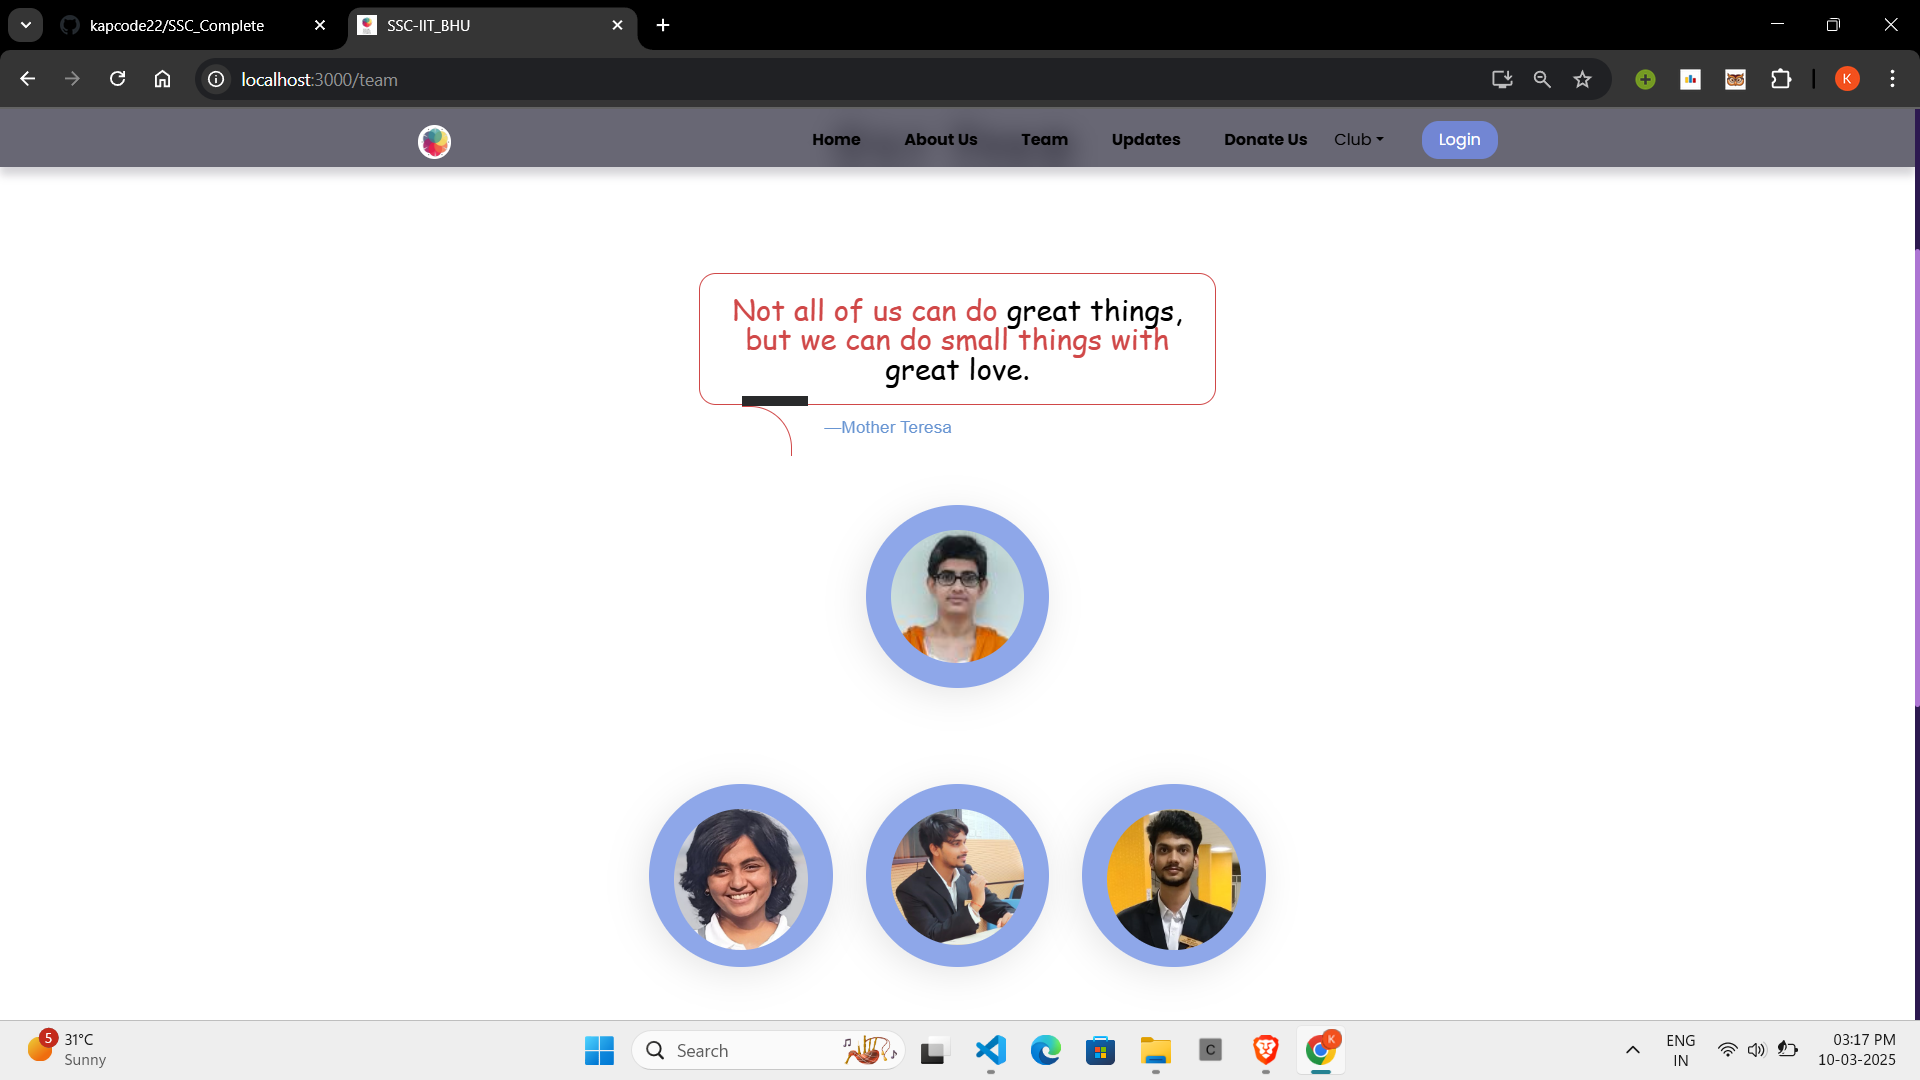 kapcode22/SSC_Complete
SSC-IIT_BHU
localhost:3000/team
K
Home About Us Team Updates Donate Us Club Login
Not all of us can do great things,
but we can do small things with
great love.
—Mother Teresa
5
31°C
Sunny
Search
C
K
ENG
IN
03:17 PM
10-03-2025